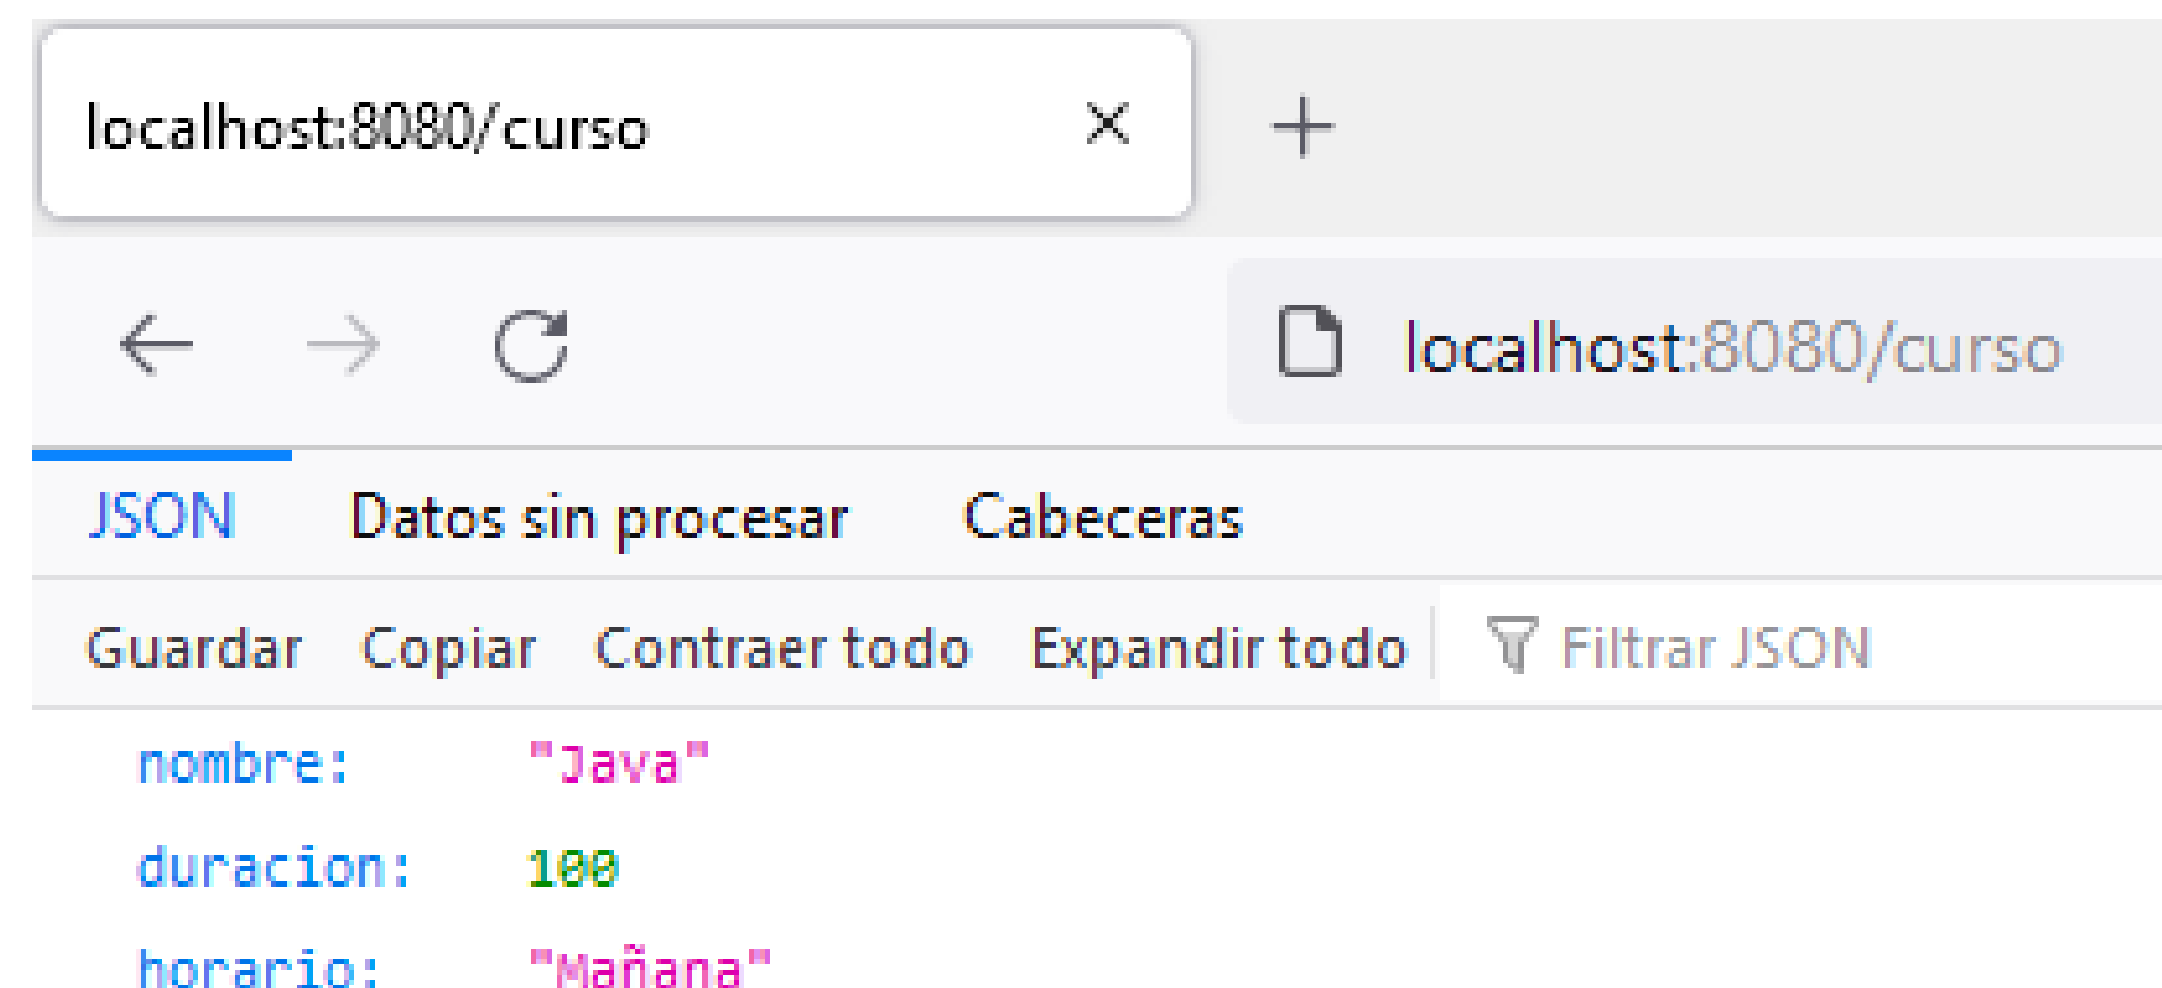 localhost:8080/curso
localhost:8080/curso
JSON Datos sin procesar Cabeceras
Guardar Copiar Contraer todo Expandir todo Filtrar JSON
nombre: "Java"
duracion: 100
horario: "Mañana"